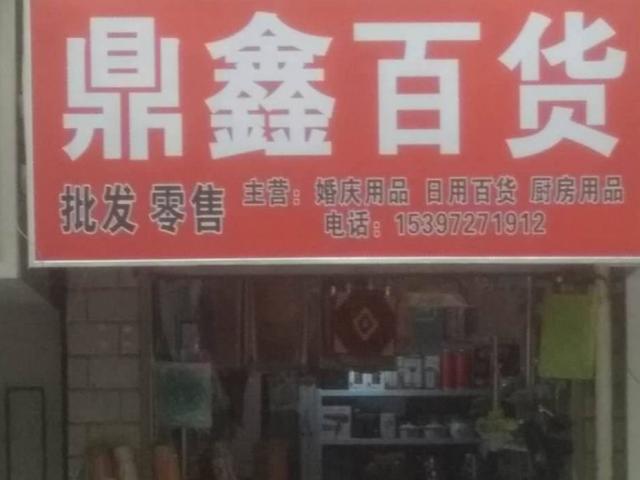 鼎鑫百货
批发 零售
主营：婚庆用品 日用百货 厨房用品
电话：15397271912